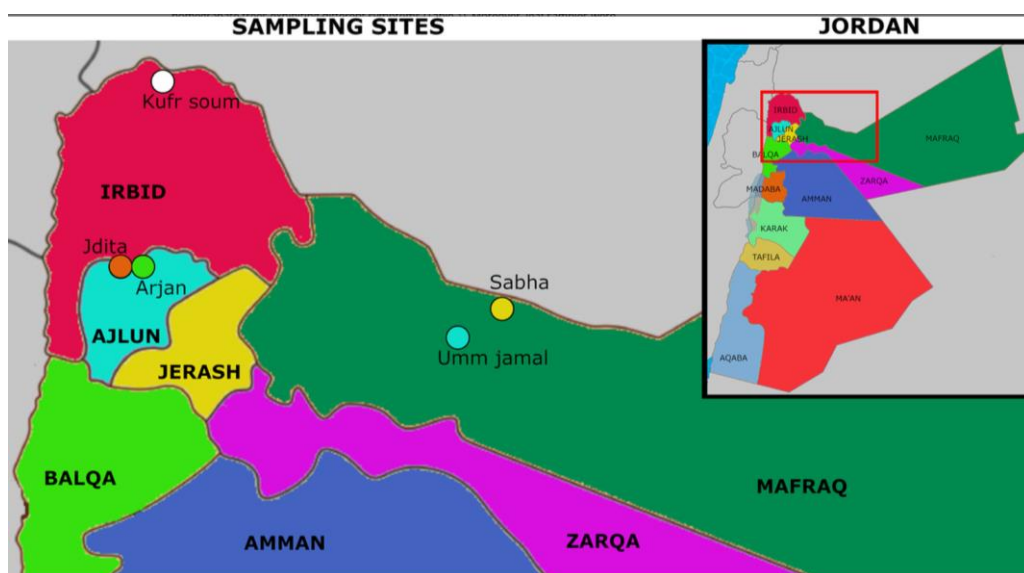 SAMPLING SITES
JORDAN
Kufr soum
IRBID
Jdita
Arjan
AJLUN
JERASH
Sabha
Umm jamal
BALQA
AMMAN
ZARQA
MAFRAQ
IRBID
AJLUN
JERASH
BALQA
MAFRAQ
ZARQA
MADABA
AMMAN
KARAK
TAFILA
MA'AN
AQABA